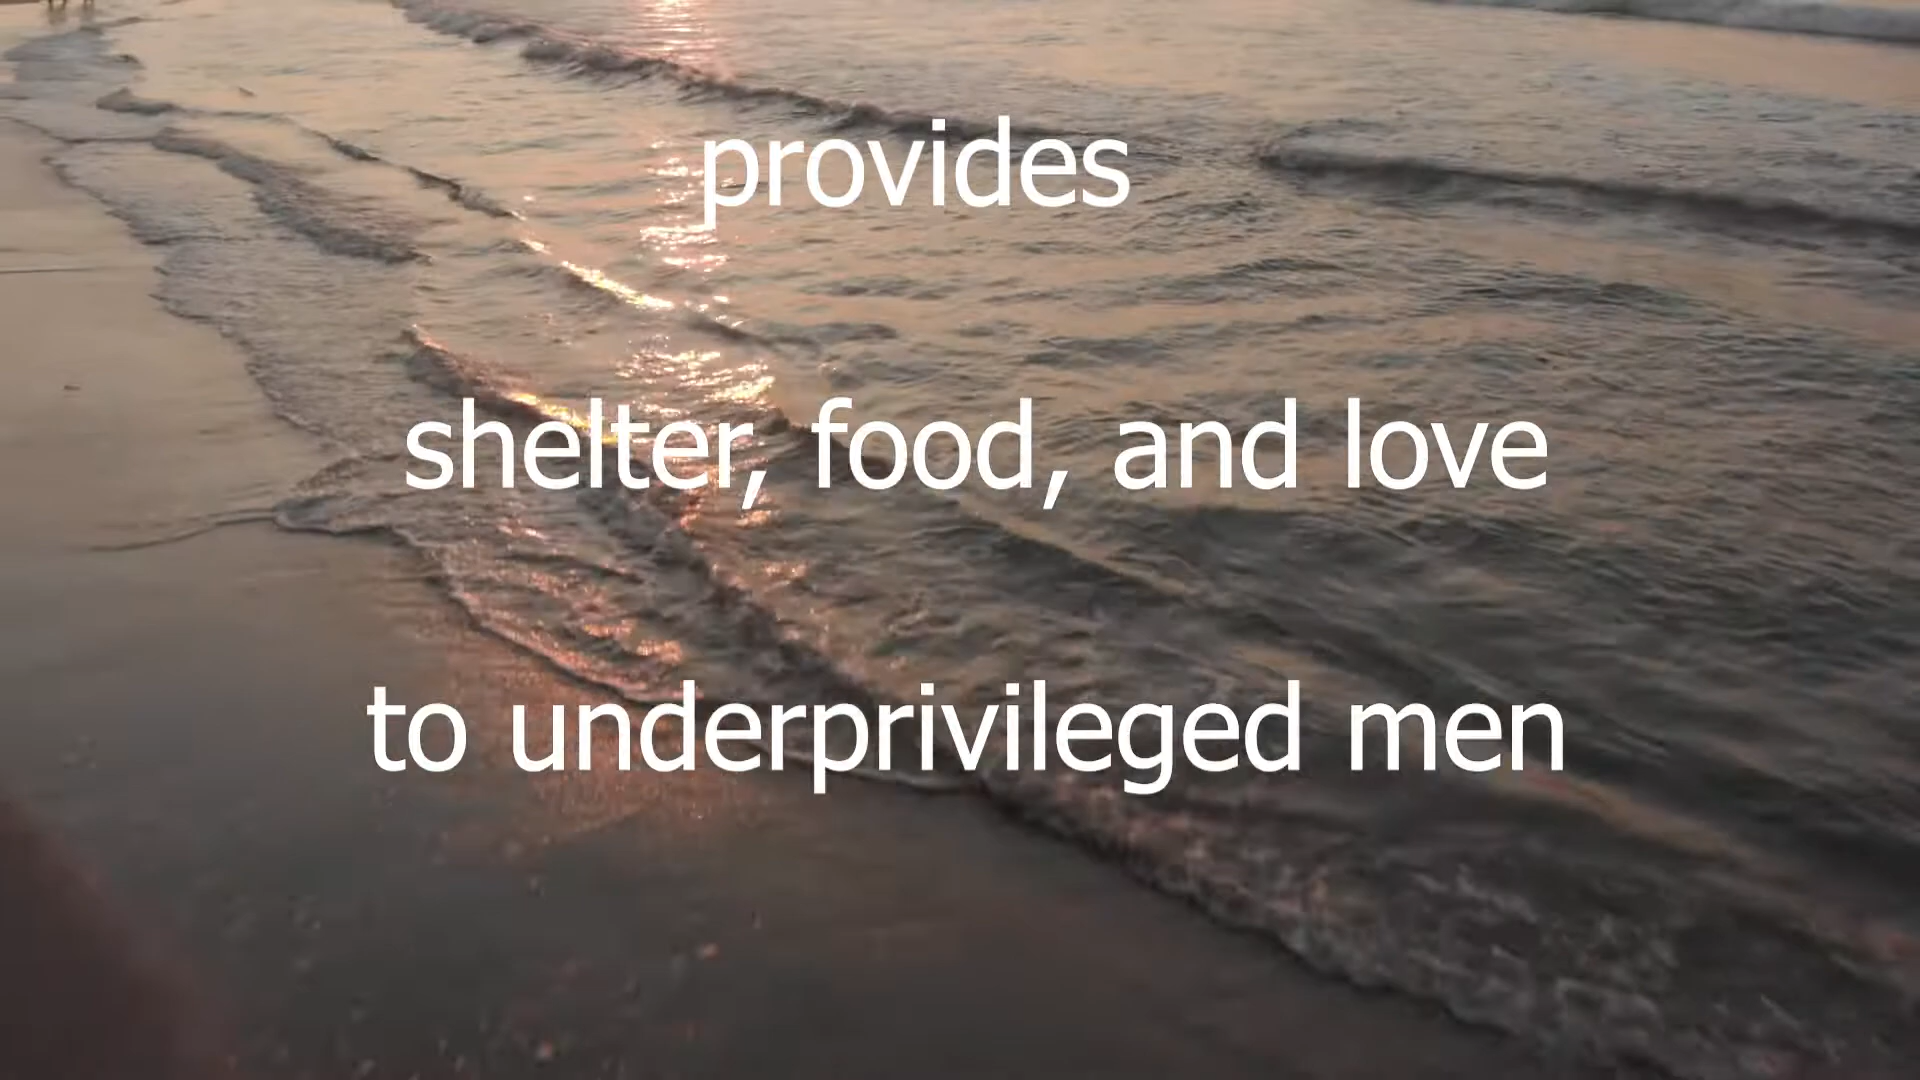 provides
shelter, food, and love
to underprivileged men